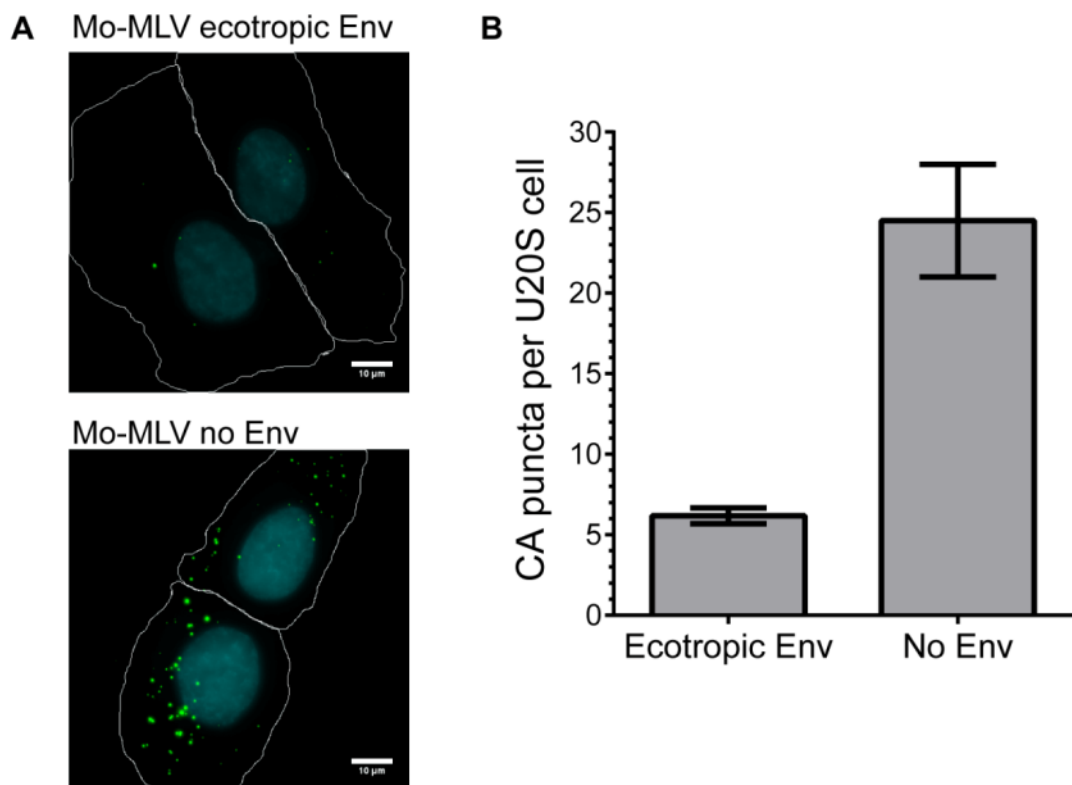 A
Mo-MLV ecotropic Env
10 µm
Mo-MLV no Env
10 µm
B
CA puncta per U20S cell
30
25
20
15
10
5
0
Ecotropic Env
No Env